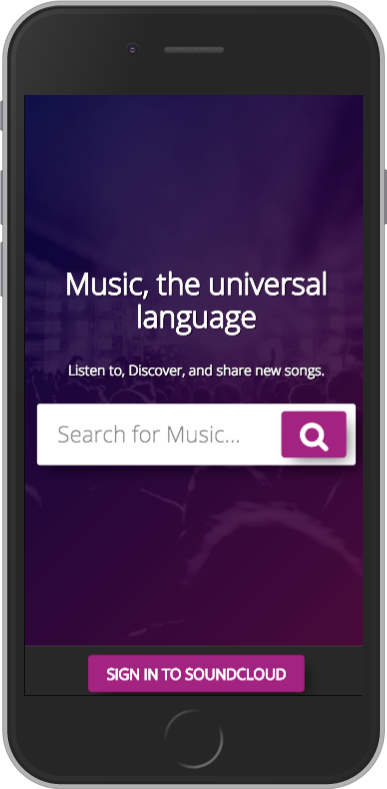 Music, the universal
language
Listen to, Discover, and share new songs.
Search for Music...
SIGN IN TO SOUNDCLOUD